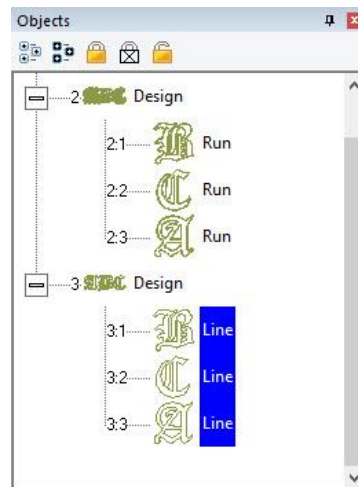 Objects
2 Design
2:1 B Run
2:2 C Run
2:3 A Run
3 ABC Design
3:1 B Line
3:2 C Line
3:3 A Line